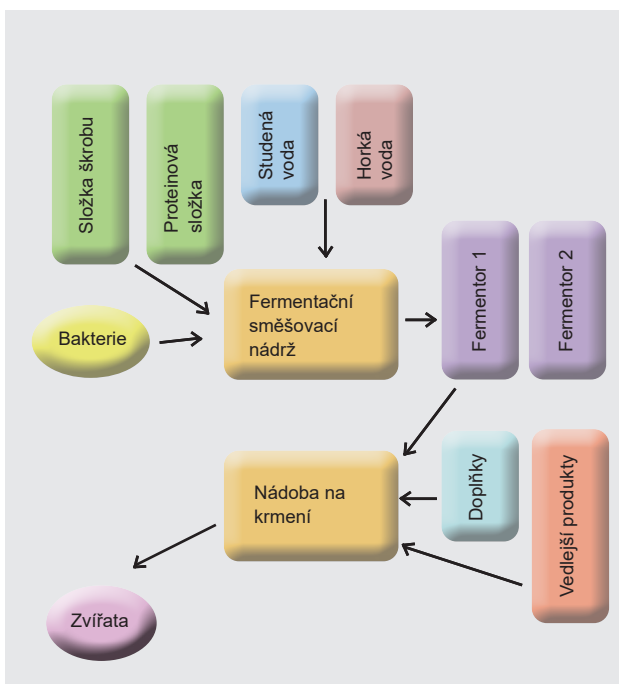 Složka škrobu
Proteinová
složka
Studená
voda
Horká
voda
Bakterie
Fermentační
směšovací
nádrž
Fermentor 1
Fermentor 2
Nádoba na
krmení
Doplňky
Vedlejší produkty
Zvířata